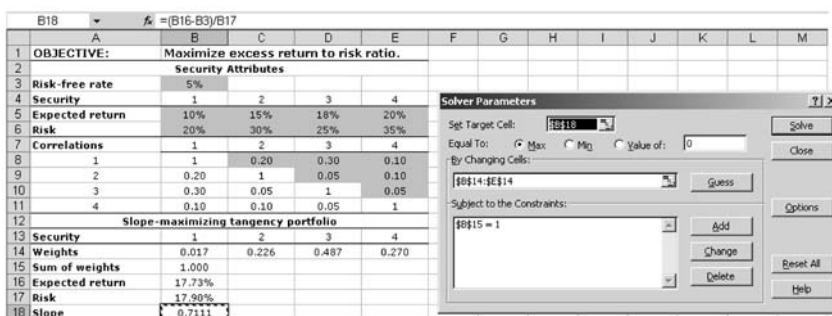 B18 fx =(B16-B3)/B17
A B C D E F G H I J K L M
1 OBJECTIVE: Maximize excess return to risk ratio.
2 Security Attributes
3 Risk-free rate 5%
4 Security 1 2 3 4
5 Expected return 10% 15% 18% 20%
6 Risk 20% 30% 25% 35%
7 Correlations 1 2 3 4
8 1 1 0.20 0.30 0.10
9 2 0.20 1 0.05 0.10
10 3 0.30 0.05 1 0.05
11 4 0.10 0.10 0.05 1
12 Slope-maximizing tangency portfolio
13 Security 1 2 3 4
14 Weights 0.017 0.226 0.487 0.270
15 Sum of weights 1.000
16 Expected return 17.73%
17 Risk 17.90%
18 Slope 0.7111
Solver Parameters ? X
Set Target Cell: $B$18 Solve
Equal To: Max Min Value of: 0 Close
By Changing Cells:
$B$14:$E$14 Guess
Subject to the Constraints: Options
$B$15 = 1 Add
Change
Reset All
Delete
Help